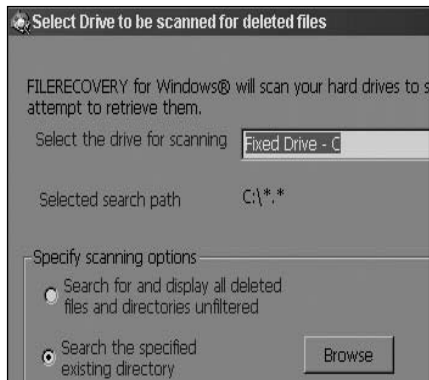 Select Drive to be scanned for deleted files
FILERECOVERY for Windows® will scan your hard drives to s
attempt to retrieve them.
Select the drive for scanning
Fixed Drive - C
Selected search path
C:\*.*
Specify scanning options
Search for and display all deleted
files and directories unfiltered
Search the specified
existing directory
Browse